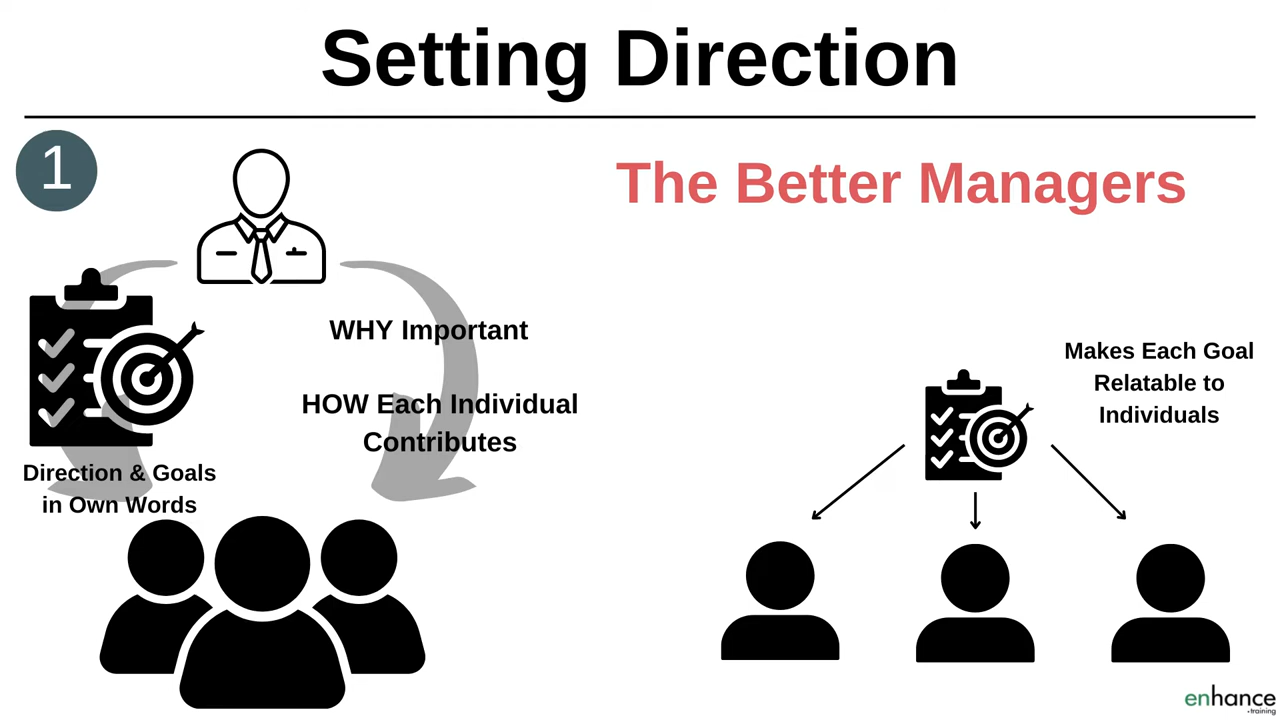 Setting Direction
1
The Better Managers
WHY Important
HOW Each Individual
Contributes
Direction & Goals
in Own Words
Makes Each Goal
Relatable to
Individuals
enhance
training